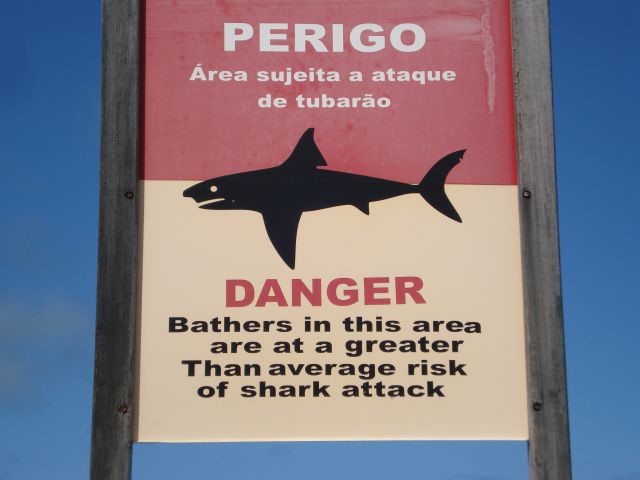 PERIGO
Área sujeita a ataque
de tubarão
DANGER
Bathers in this area
are at a greater
Than average risk
of shark attack